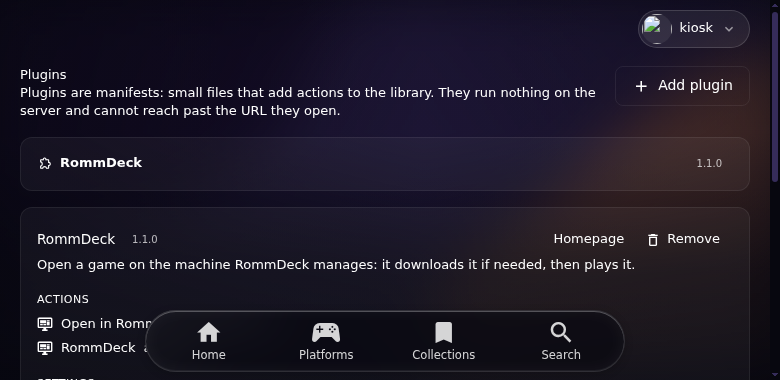 kiosk
Plugins
Plugins are manifests: small files that add actions to the library. They run nothing on the
server and cannot reach past the URL they open.
Add plugin
RommDeck 1.1.0
RommDeck 1.1.0 Homepage Remove
Open a game on the machine RommDeck manages: it downloads it if needed, then plays it.
ACTIONS
Open in
RommDeck
Home Platforms Collections Search